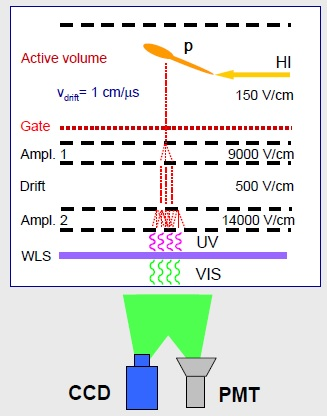 p
Active volume
HI
v_drift= 1 cm/μs
150 V/cm
Gate
Ampl. 1
9000 V/cm
Drift
500 V/cm
Ampl. 2
14000 V/cm
UV
WLS
VIS
CCD
PMT